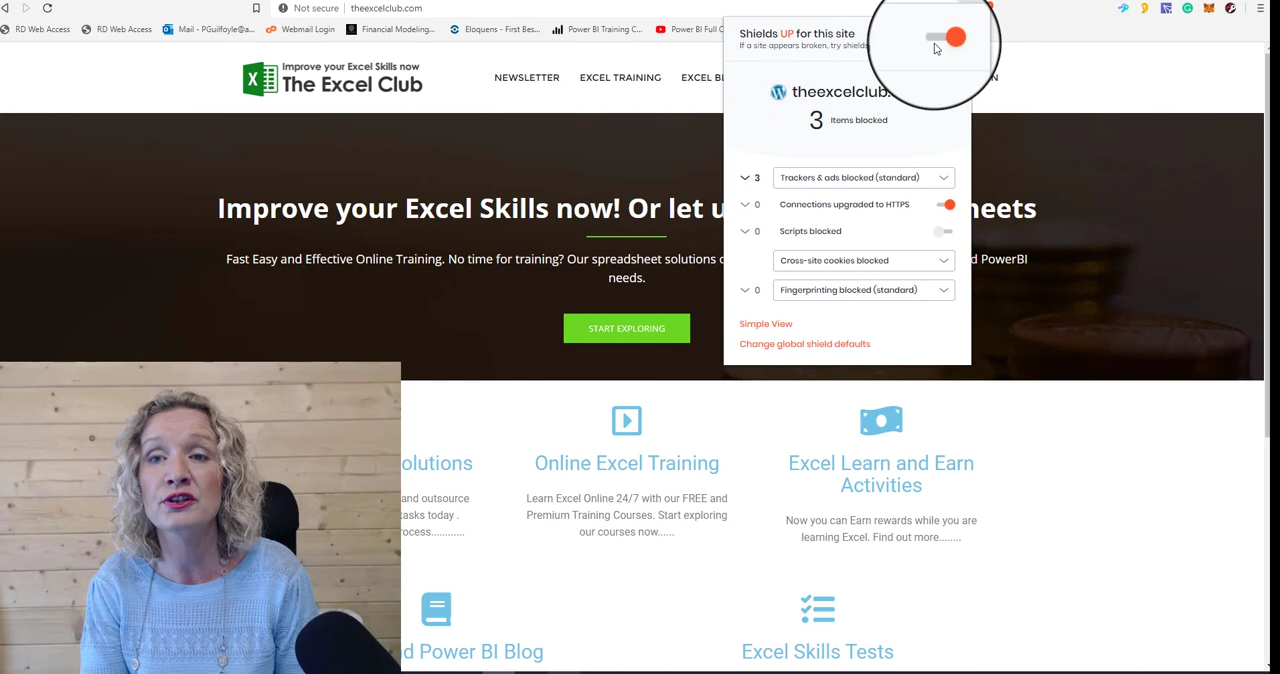 Not secure theexcelclub.com
RD Web Access RD Web Access Mail - PGuilfoyle@a... Webmail Login Financial Modeling... Eloquens - First Bes... Power BI Training C... Power BI Full C
Shields UP for this site
If a site appears broken, try shields
Improve your Excel Skills now
The Excel Club
NEWSLETTER EXCEL TRAINING EXCEL BL N
theexcelclub.
3 Items blocked
3 Trackers & ads blocked (standard)
0 Connections upgraded to HTTPS
0 Scripts blocked
Cross-site cookies blocked
0 Fingerprinting blocked (standard)
Simple View
Change global shield defaults
Improve your Excel Skills now! Or let u heets
Fast Easy and Effective Online Training. No time for training? Our spreadsheet solutions d PowerBI
needs.
START EXPLORING
olutions
and outsource
tasks today .
rocess............
Online Excel Training
Learn Excel Online 24/7 with our FREE and
Premium Training Courses. Start exploring
our courses now......
Excel Learn and Earn
Activities
Now you can Earn rewards while you are
learning Excel. Find out more........
nd Power BI Blog
Excel Skills Tests